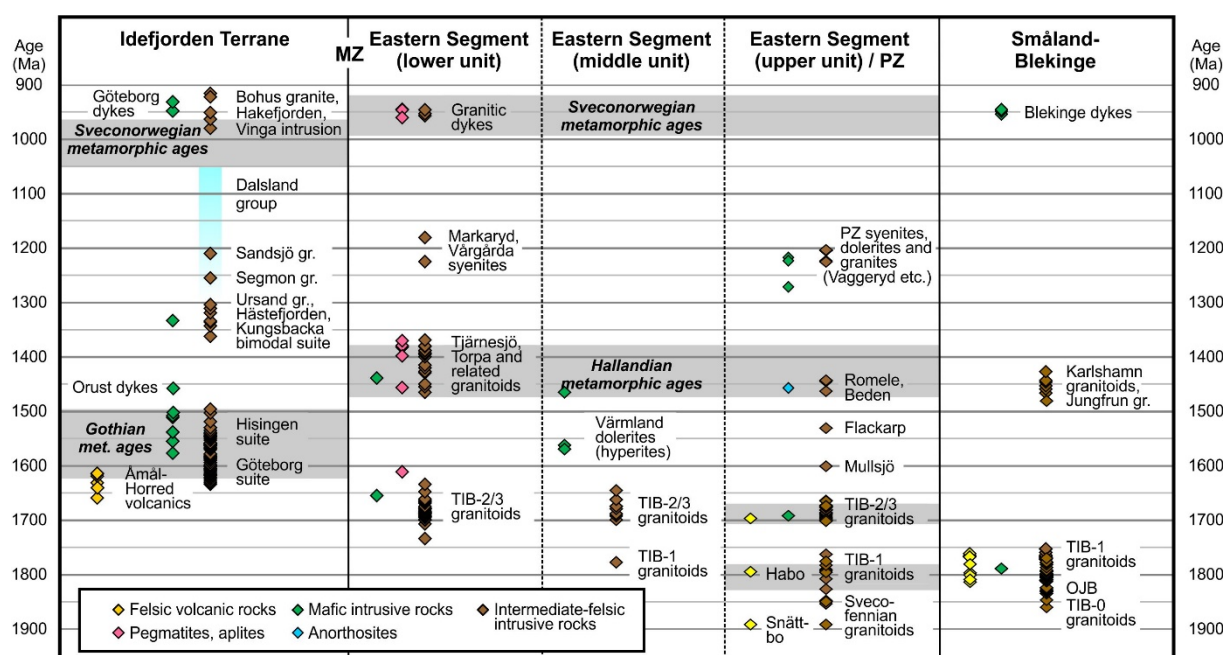 Age
(Ma)
900
1000
1100
1200
1300
1400
1500
1600
1700
1800
1900
Idefjorden Terrane
MZ
Göteborg
dykes
Bohus granite,
Hakefjorden,
Vinga intrusion
Sveconorwegian
metamorphic ages
Dalsland
group
Sandsjö gr.
Segmon gr.
Ursand gr.,
Hästefjorden,
Kungsbacka
bimodal suite
Orust dykes
Gothian
met. ages
Hisingen
suite
Göteborg
suite
Åmål-
Horred
volcanics
Eastern Segment
(lower unit)
Granitic
dykes
Markaryd,
Vårgårda
syenites
Tjärnesjö,
Torpa and
related
granitoids
TIB-2/3
granitoids
Eastern Segment
(middle unit)
Sveconorwegian
metamorphic ages
Hallandian
metamorphic ages
Värmland
dolerites
(hyperites)
TIB-2/3
granitoids
TIB-1
granitoids
Eastern Segment
(upper unit) / PZ
PZ syenites,
dolerites and
granites
(Vaggeryd etc.)
Romele,
Beden
Flackarp
Mullsjö
TIB-2/3
granitoids
Habo
TIB-1
granitoids
Snätt-
bo
Sveco-
fennian
granitoids
Småland-
Blekinge
Blekinge dykes
Karlshamn
granitoids,
Jungfrun gr.
TIB-1
granitoids
OJB
TIB-0
granitoids
Age
(Ma)
900
1000
1100
1200
1300
1400
1500
1600
1700
1800
1900
Felsic volcanic rocks
Mafic intrusive rocks
Intermediate-felsic
intrusive rocks
Pegmatites, aplites
Anorthosites